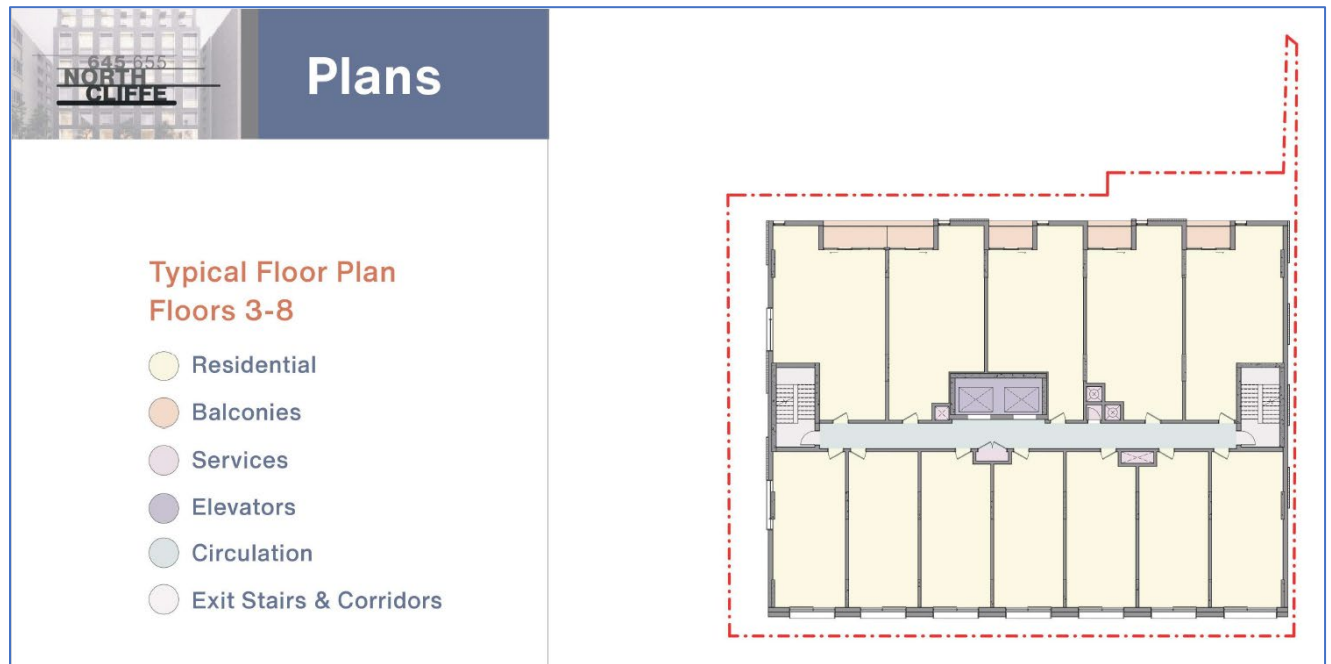 645 655
NORTH
CLIFFE
Plans
Typical Floor Plan
Floors 3-8
Residential
Balconies
Services
Elevators
Circulation
Exit Stairs & Corridors